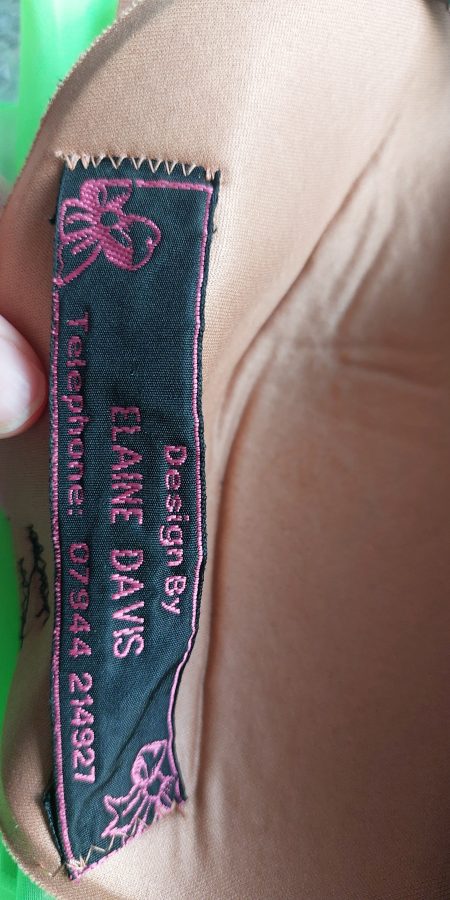 Design By
ELAINE DAVIS
Telephone: 07944 214927